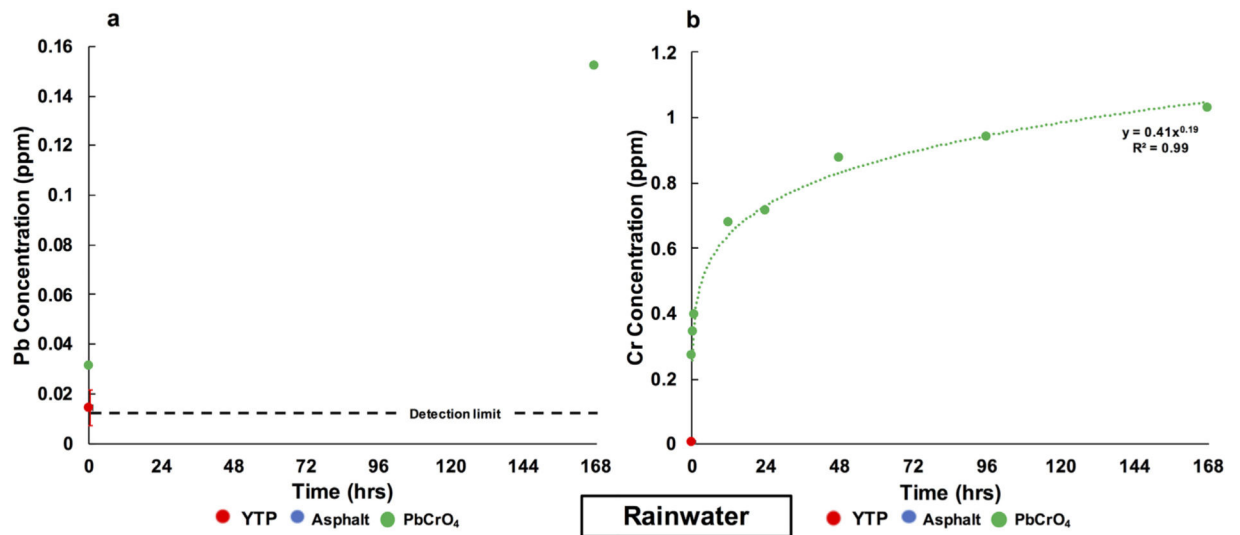 a
Pb Concentration (ppm)
0.16
0.14
0.12
0.1
0.08
0.06
0.04
0.02
0
Detection limit
0 24 48 72 96 120 144 168
Time (hrs)
YTP Asphalt PbCrO₄
Rainwater
b
Cr Concentration (ppm)
1.2
1
0.8
0.6
0.4
0.2
0
y = 0.41x⁰·¹⁹
R² = 0.99
0 24 48 72 96 120 144 168
Time (hrs)
YTP Asphalt PbCrO₄